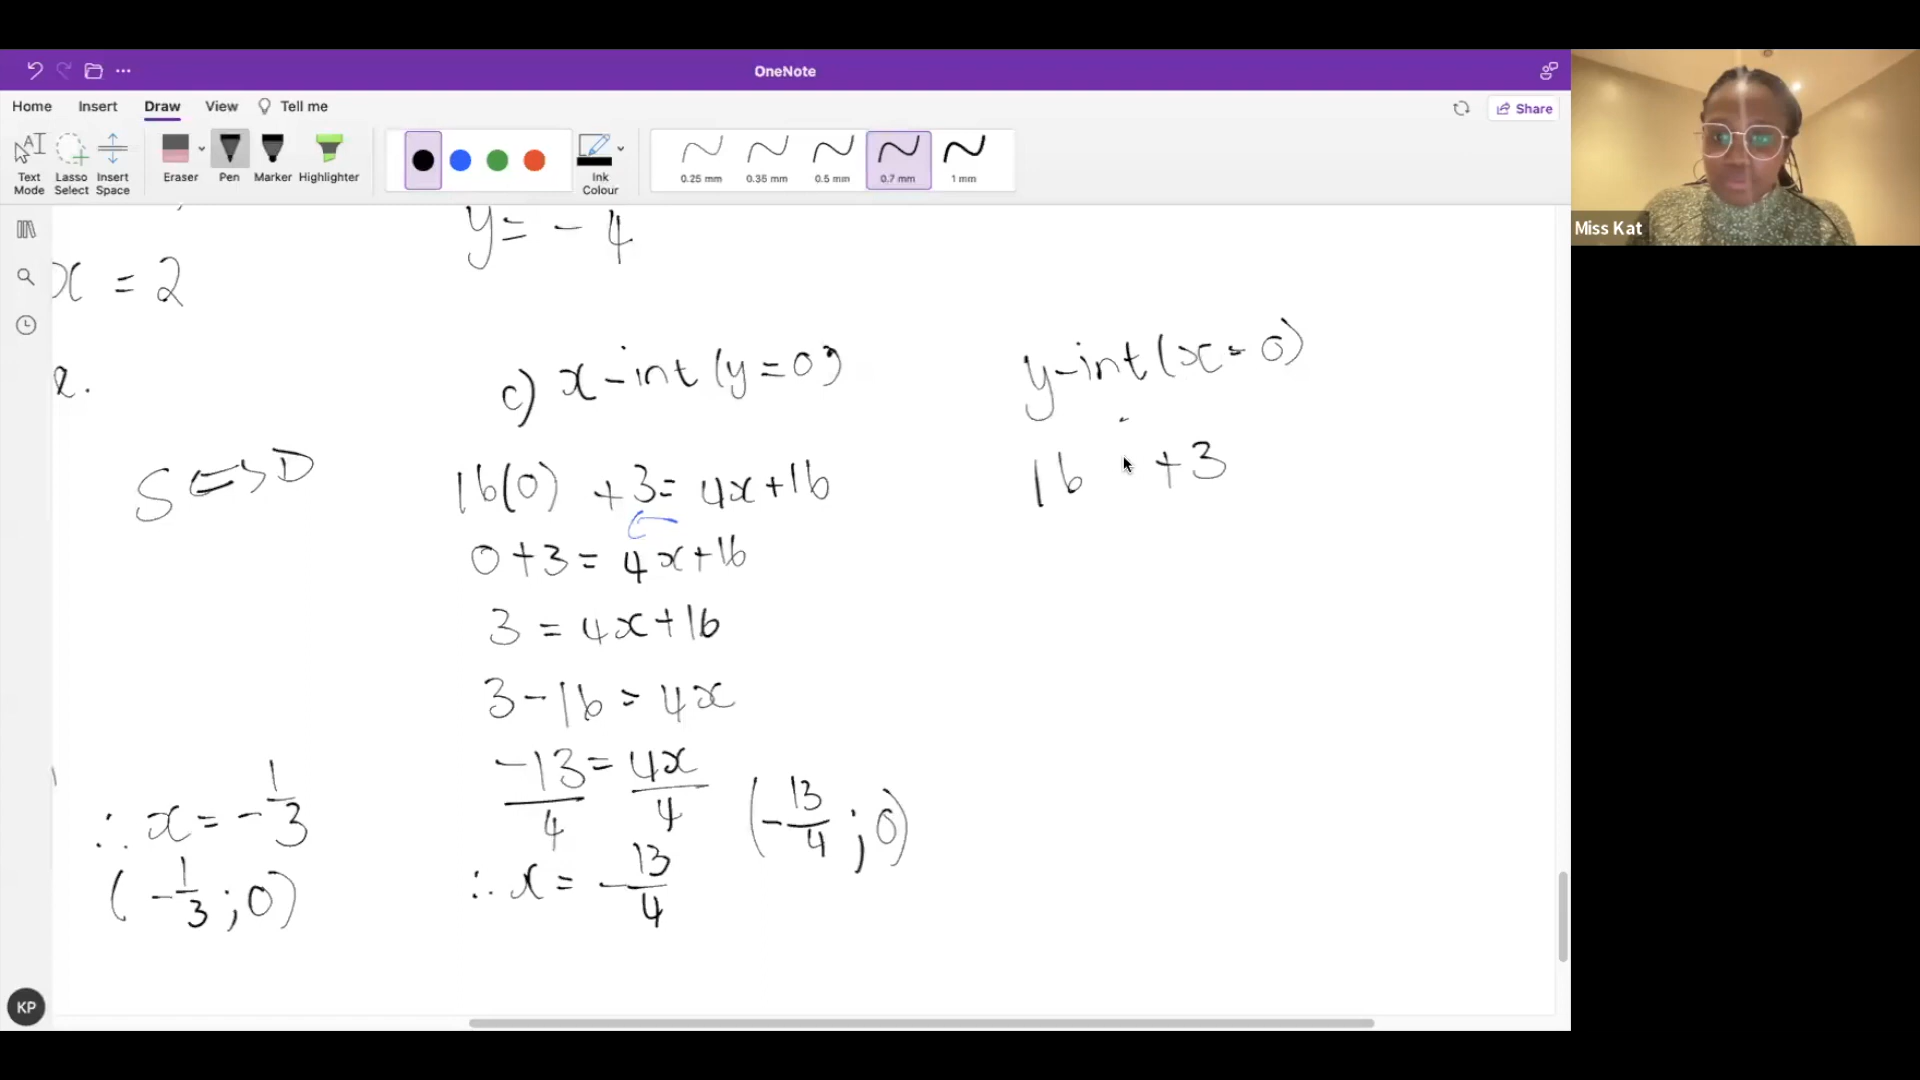 OneNote
Home Insert Draw View Tell me
Share
Text Mode
Lasso Select
Insert Space
Eraser
Pen
Marker
Highlighter
Ink Colour
0.25 mm
0.35 mm
0.5 mm
0.7 mm
1 mm
Miss Kat
y = - 4
x = 2
c) x-int (y=0)
y-int (x=0)
2.
S ⟺ D
16(0) +3 = 4x+16
16 +3
0+3 = 4x+16
3 = 4x+16
3-16 = 4x
-13/4 = 4x/4
(-13/4 ; 0)
∴ x = -1/3
(-1/3 ; 0)
∴ x = -13/4
KP